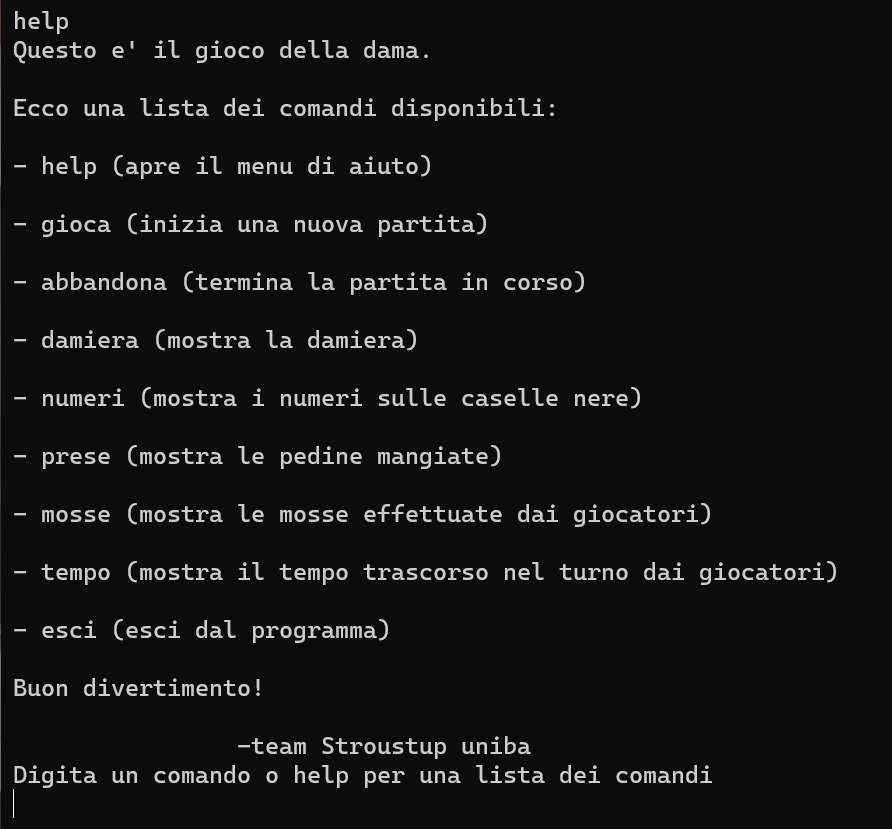 help
Questo e' il gioco della dama.
Ecco una lista dei comandi disponibili:
- help (apre il menu di aiuto)
- gioca (inizia una nuova partita)
- abbandona (termina la partita in corso)
- damiera (mostra la damiera)
- numeri (mostra i numeri sulle caselle nere)
- prese (mostra le pedine mangiate)
- mosse (mostra le mosse effettuate dai giocatori)
- tempo (mostra il tempo trascorso nel turno dai giocatori)
- esci (esci dal programma)
Buon divertimento!
-team Stroustup uniba
Digita un comando o help per una lista dei comandi